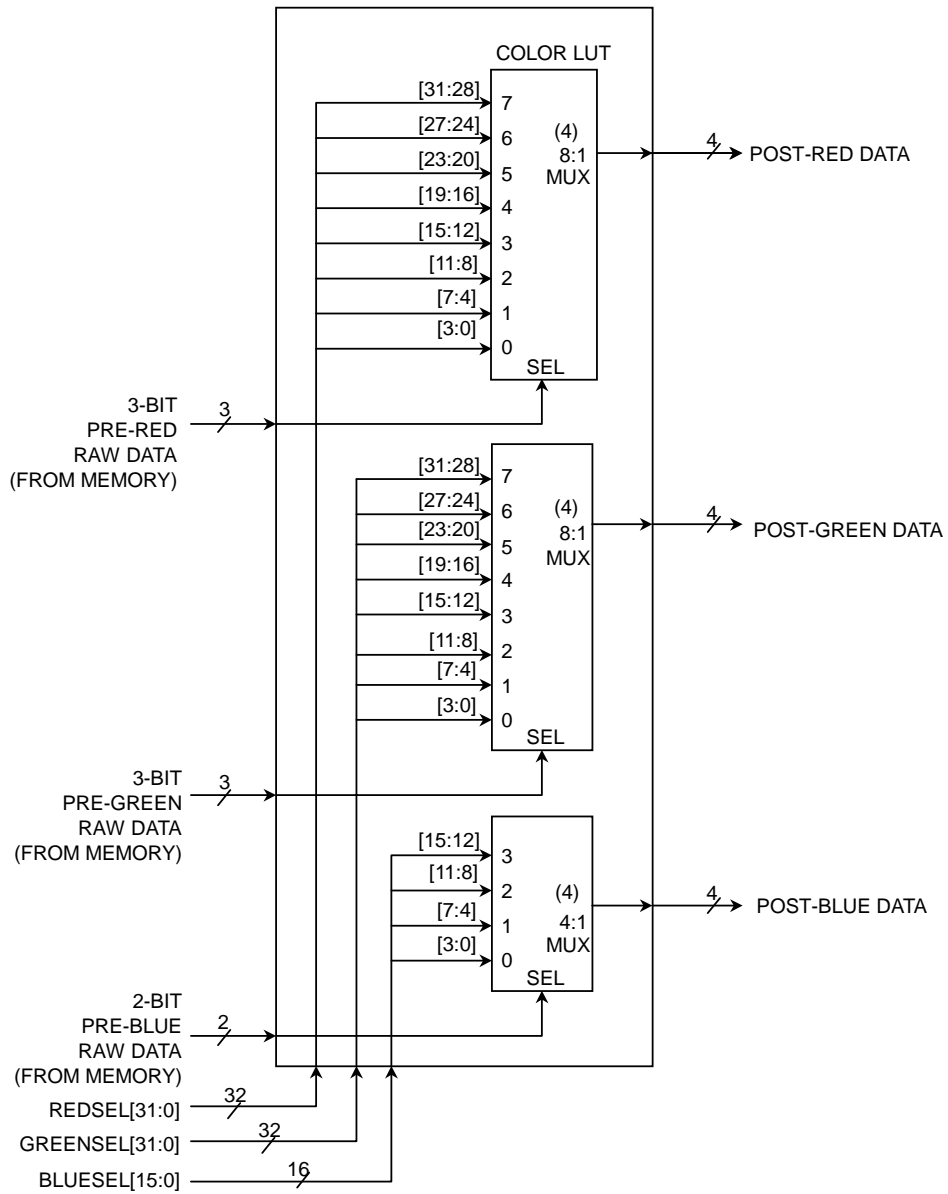 COLOR LUT
[31:28]
7
[27:24]
6
(4)
[23:20]
5
8:1
MUX
[19:16]
4
[15:12]
3
[11:8]
2
[7:4]
1
[3:0]
0
SEL
4
POST-RED DATA
3-BIT
PRE-RED
RAW DATA
(FROM MEMORY)
3
[31:28]
7
[27:24]
6
(4)
[23:20]
5
8:1
MUX
[19:16]
4
[15:12]
3
[11:8]
2
[7:4]
1
[3:0]
0
SEL
4
POST-GREEN DATA
3-BIT
PRE-GREEN
RAW DATA
(FROM MEMORY)
3
[15:12]
3
[11:8]
2
(4)
[7:4]
1
4:1
MUX
[3:0]
0
SEL
4
POST-BLUE DATA
2-BIT
PRE-BLUE
RAW DATA
(FROM MEMORY)
2
REDSEL[31:0]
32
GREENSEL[31:0]
32
BLUESEL[15:0]
16